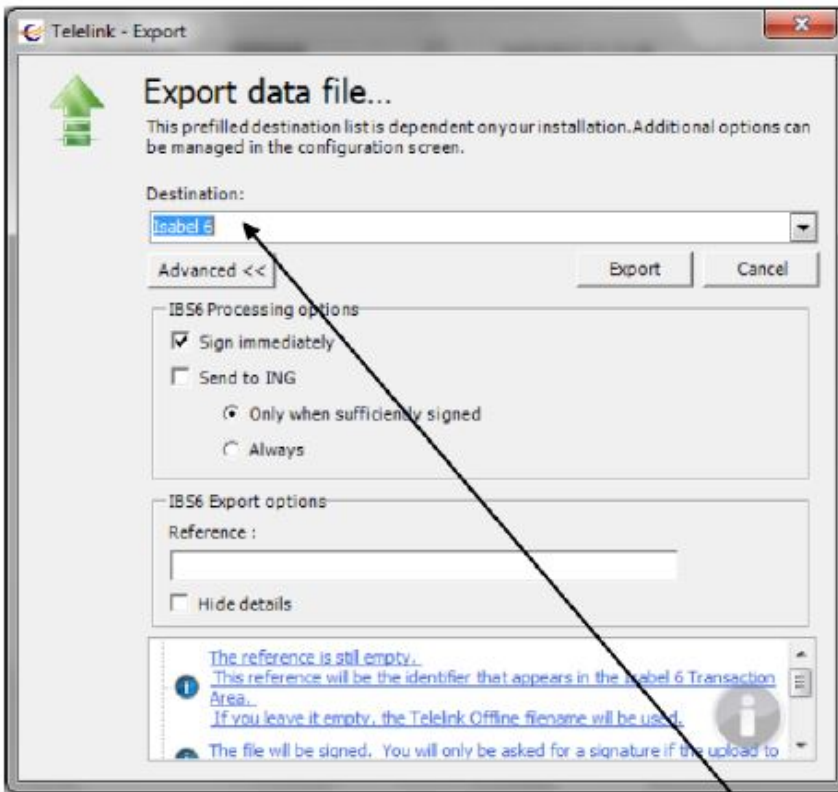 Telelink - Export
Export data file...
This prefilled destination list is dependent on your installation. Additional options can
be managed in the configuration screen.
Destination:
Isabel 6
Advanced <<
Export
Cancel
IBS6 Processing options
Sign immediately
Send to ING
Only when sufficiently signed
Always
IBS6 Export options
Reference :
Hide details
The reference is still empty.
This reference will be the identifier that appears in the Isabel 6 Transaction
Area.
If you leave it empty, the Telelink Offline filename will be used.
The file will be signed. You will only be asked for a signature if the upload to